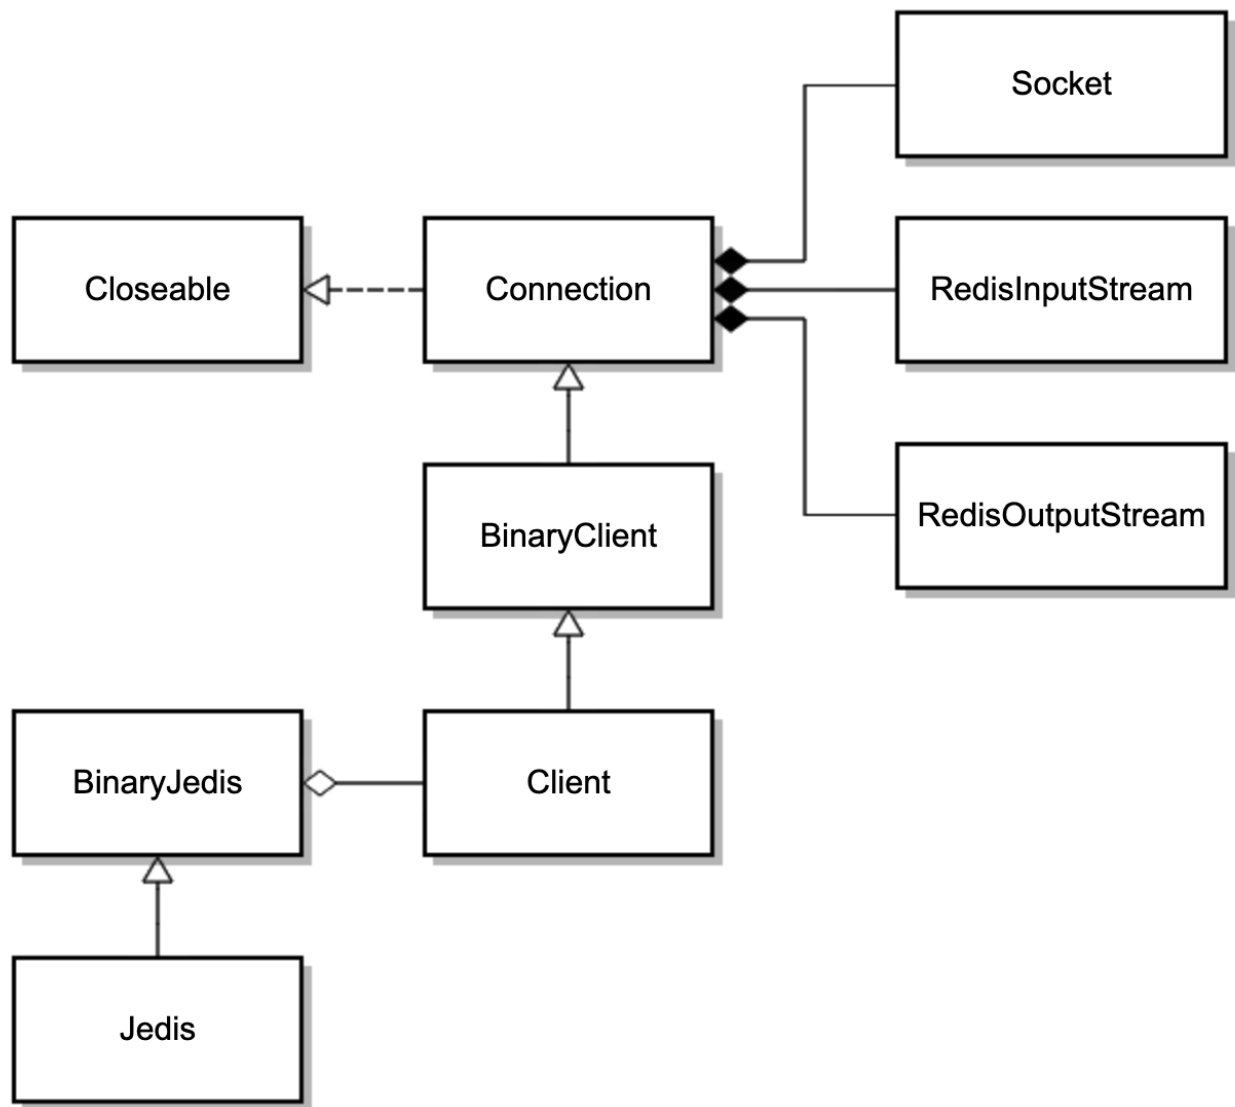 Socket
Closeable
Connection
RedisInputStream
BinaryClient
RedisOutputStream
BinaryJedis
Client
Jedis